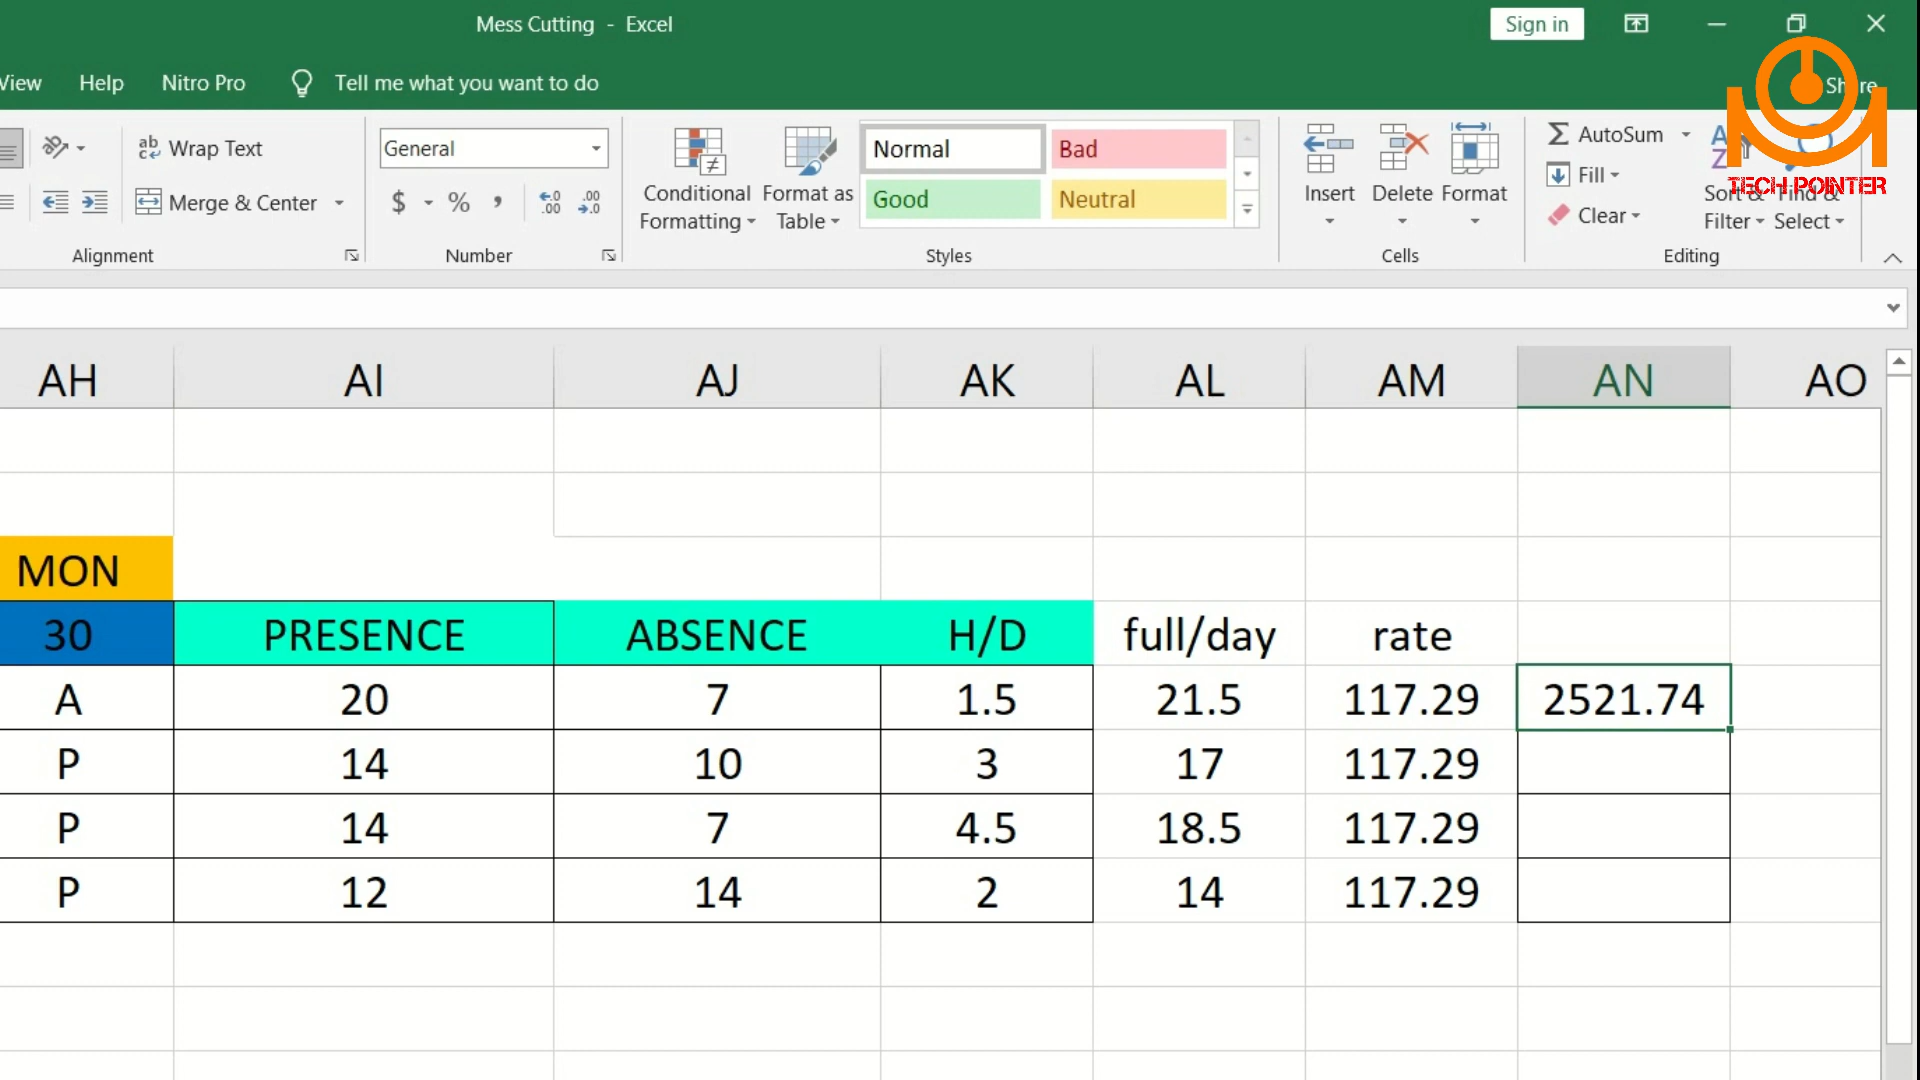 Mess Cutting - Excel
Sign in
View Help Nitro Pro Tell me what you want to do
Share
TECH POINTER
Wrap Text
Merge & Center
Alignment
General
$ % ,
Number
Conditional Formatting
Format as Table
Normal Bad
Good Neutral
Styles
Insert Delete Format
Cells
AutoSum
Fill
Clear
Sort & Filter
Find & Select
Editing
AH AI AJ AK AL AM AN AO
MON
30 PRESENCE ABSENCE H/D full/day rate
A 20 7 1.5 21.5 117.29 2521.74
P 14 10 3 17 117.29
P 14 7 4.5 18.5 117.29
P 12 14 2 14 117.29